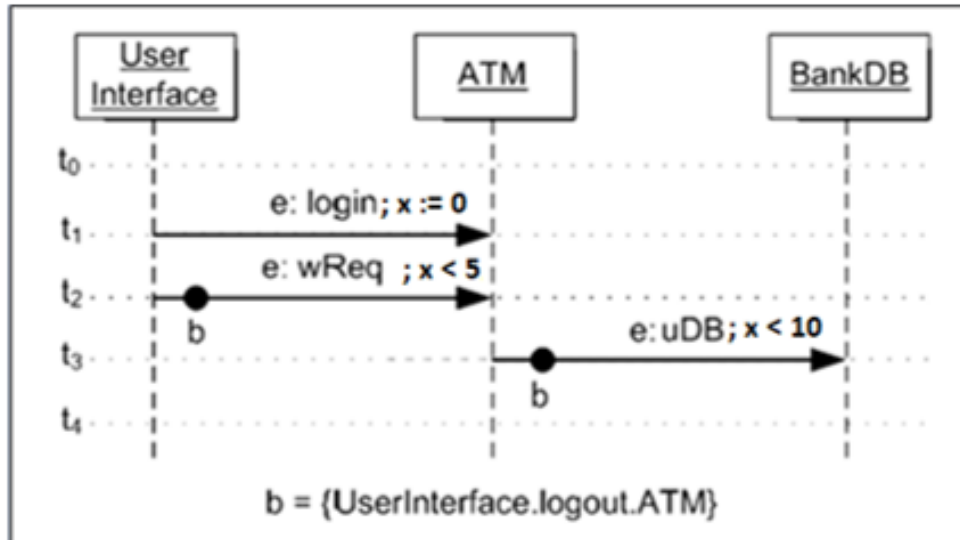 User
Interface
ATM
BankDB
t₀
e: login; x := 0
t₁
e: wReq ; x < 5
t₂
b
e: uDB; x < 10
t₃
b
t₄
b = {UserInterface.logout.ATM}